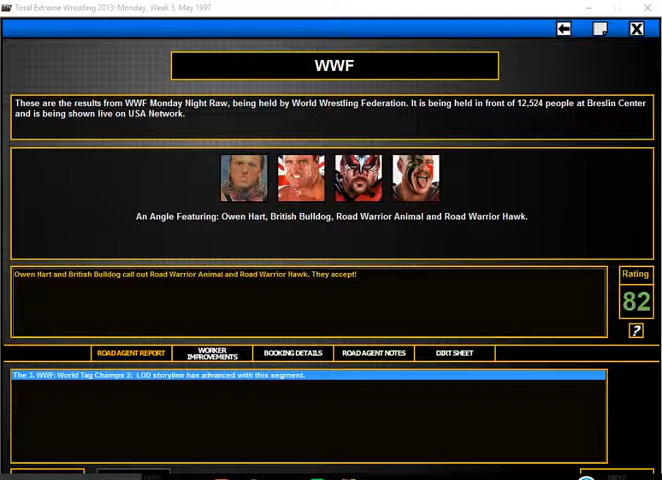 Total Extreme Wrestling 2013: Monday, Week 3, May 1997
WWF
These are the results from WWF Monday Night Raw, being held by World Wrestling Federation. It is being held in front of 12,524 people at Breslin Center
and is being shown live on USA Network.
An Angle Featuring: Owen Hart, British Bulldog, Road Warrior Animal and Road Warrior Hawk.
Owen Hart and British Bulldog call out Road Warrior Animal and Road Warrior Hawk. They accept!
Rating
82
?
ROAD AGENT REPORT
WORKER
IMPROVEMENTS
BOOKING DETAILS
ROAD AGENT NOTES
DIRT SHEET
The 3. WWF: World Tag Champs 2: LOD storyline has advanced with this segment.